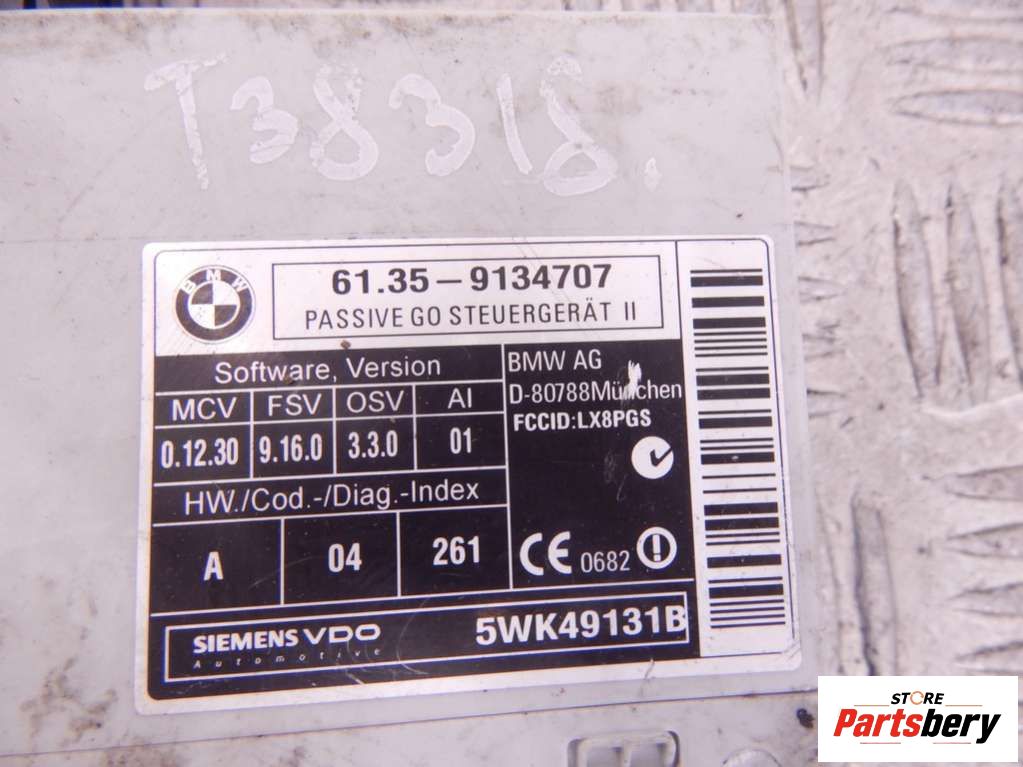 T38318.
BMW
61.35-9134707
PASSIVE GO STEUERGERÄT II
Software, Version
MCV FSV OSV AI
0.12.30 9.16.0 3.3.0 01
HW./Cod.-/Diag.-Index
A 04 261
BMW AG
D-80788München
FCCID:LX8PGS
CE 0682
SIEMENS VDO
Automotive
5WK49131B
STORE
Partsbery